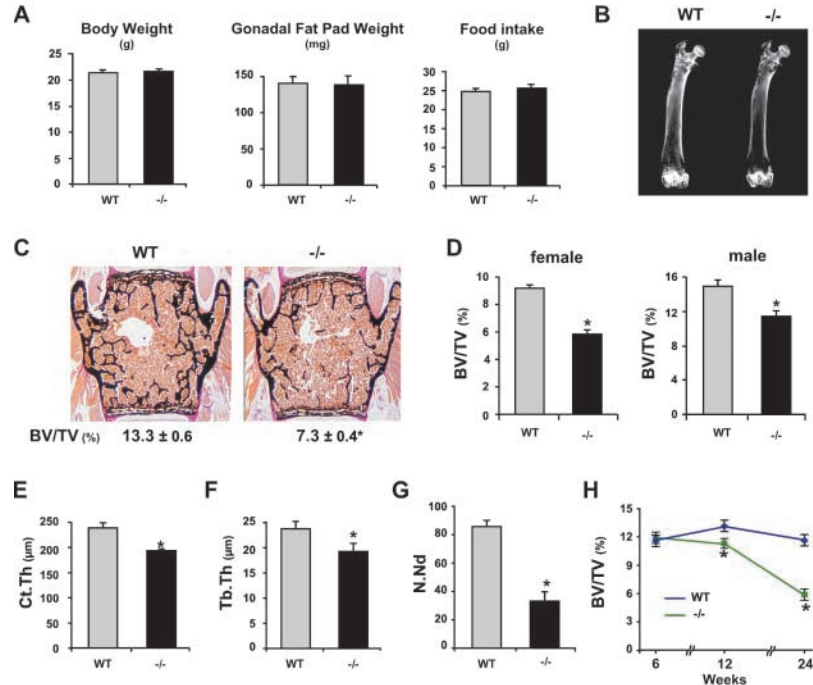 A
Body Weight
(g)
25
20
15
10
5
0
WT
-/-
Gonadal Fat Pad Weight
(mg)
150
100
50
0
WT
-/-
Food intake
(g)
30
25
20
15
10
5
0
WT
-/-
B
WT
-/-
C
WT
-/-
BV/TV (%)
13.3 ± 0.6
7.3 ± 0.4*
D
female
BV/TV (%)
10
8
6
4
2
0
*
WT
-/-
male
BV/TV (%)
16
12
8
4
0
*
WT
-/-
E
Ct.Th (µm)
250
200
150
100
50
0
*
WT
-/-
F
Tb.Th (µm)
25
20
15
10
5
0
*
WT
-/-
G
N.Nd
100
80
60
40
20
0
*
WT
-/-
H
BV/TV (%)
15
12
9
6
3
0
*
*
WT
-/-
6
12
24
Weeks